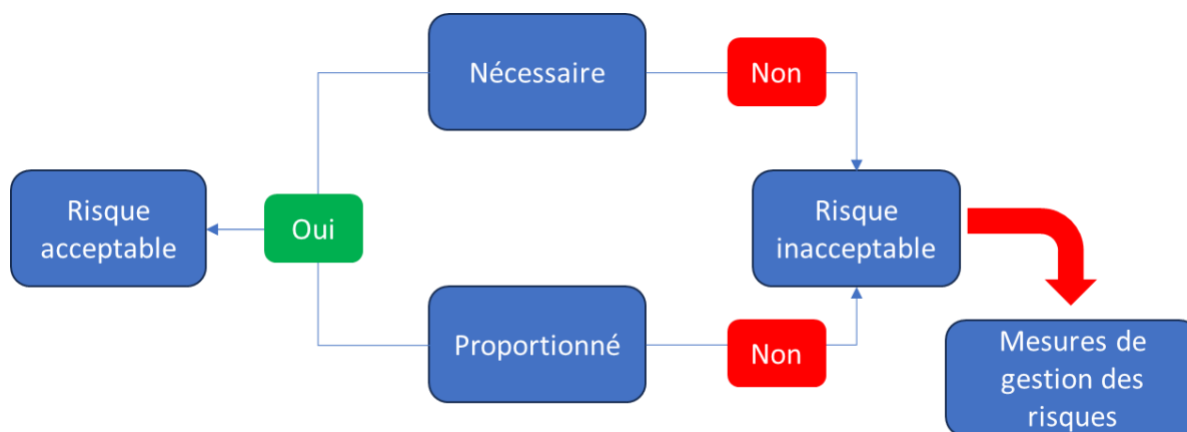 Nécessaire
Non
Risque
acceptable
Oui
Risque
inacceptable
Proportionné
Non
Mesures de
gestion des
risques